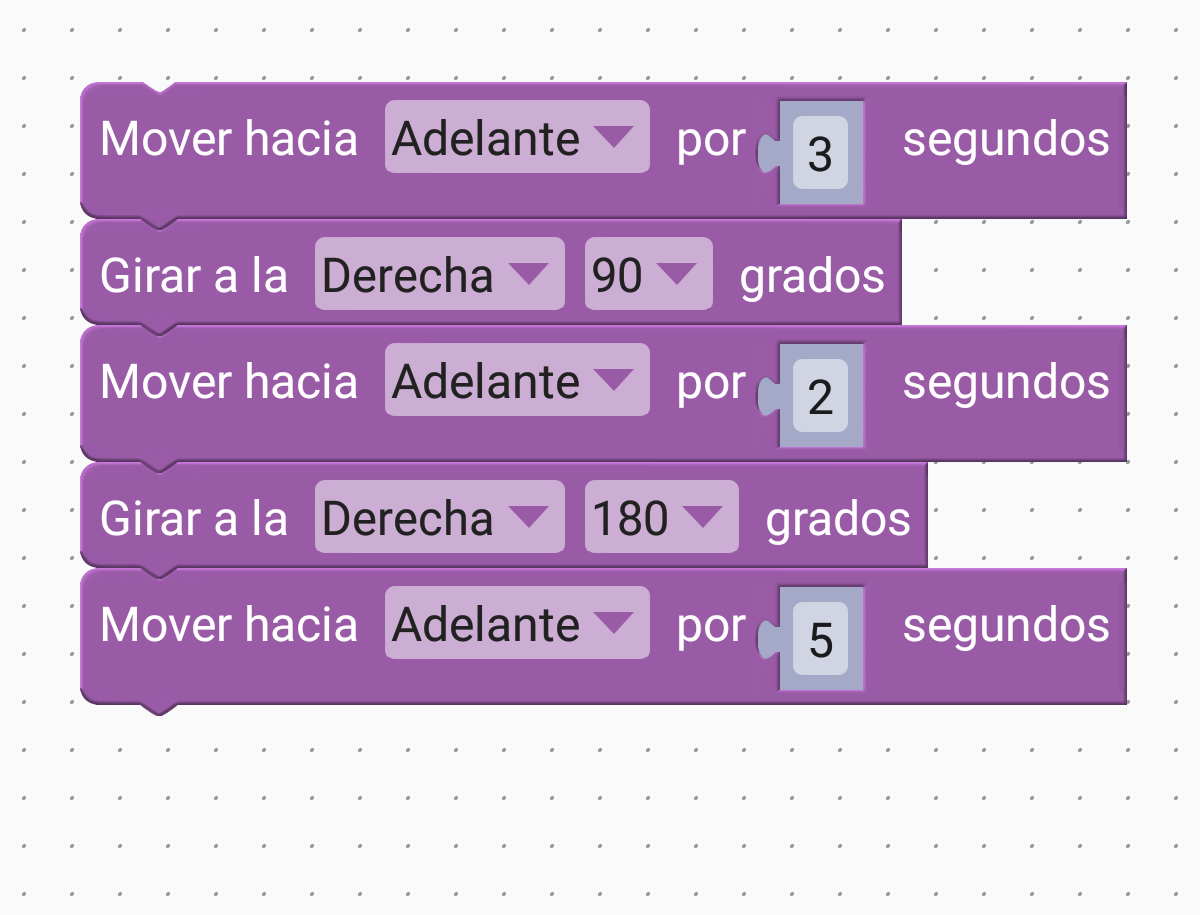 Mover hacia Adelante por 3 segundos
Girar a la Derecha 90 grados
Mover hacia Adelante por 2 segundos
Girar a la Derecha 180 grados
Mover hacia Adelante por 5 segundos